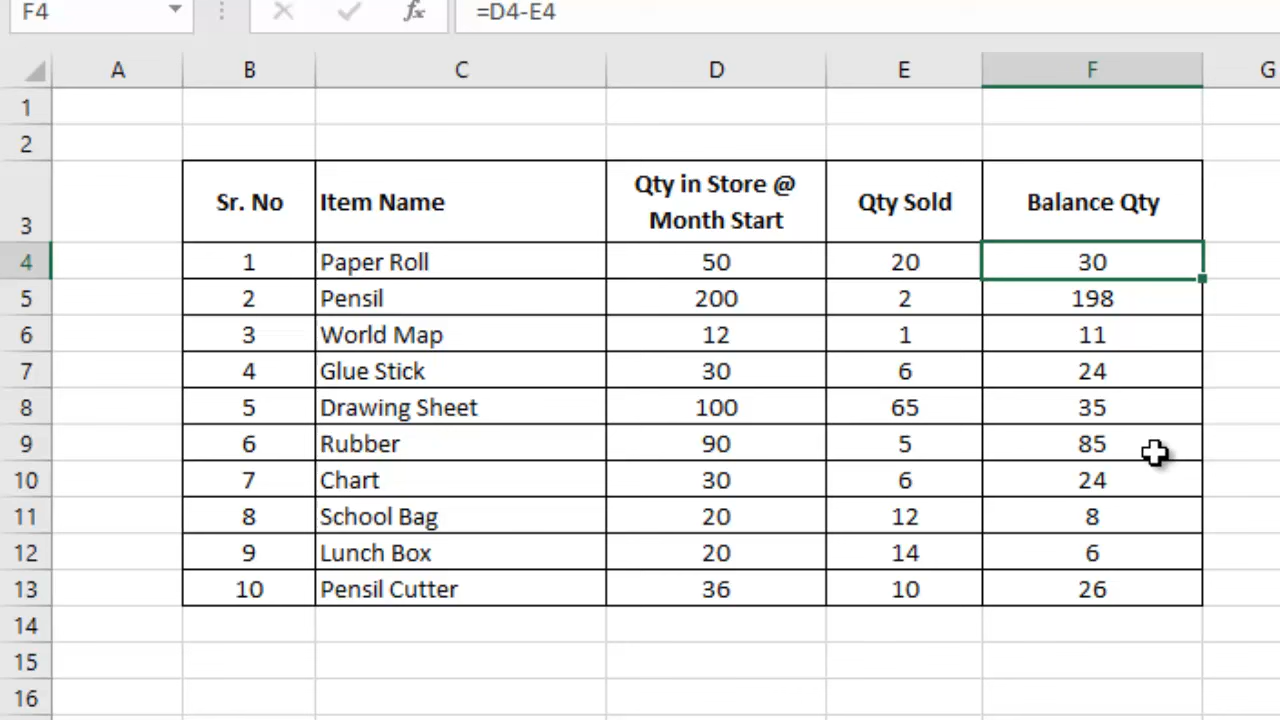 F4 fx =D4-E4
A B C D E F G
1
2
3 Sr. No Item Name Qty in Store @ Month Start Qty Sold Balance Qty
4 1 Paper Roll 50 20 30
5 2 Pensil 200 2 198
6 3 World Map 12 1 11
7 4 Glue Stick 30 6 24
8 5 Drawing Sheet 100 65 35
9 6 Rubber 90 5 85
10 7 Chart 30 6 24
11 8 School Bag 20 12 8
12 9 Lunch Box 20 14 6
13 10 Pensil Cutter 36 10 26
14
15
16